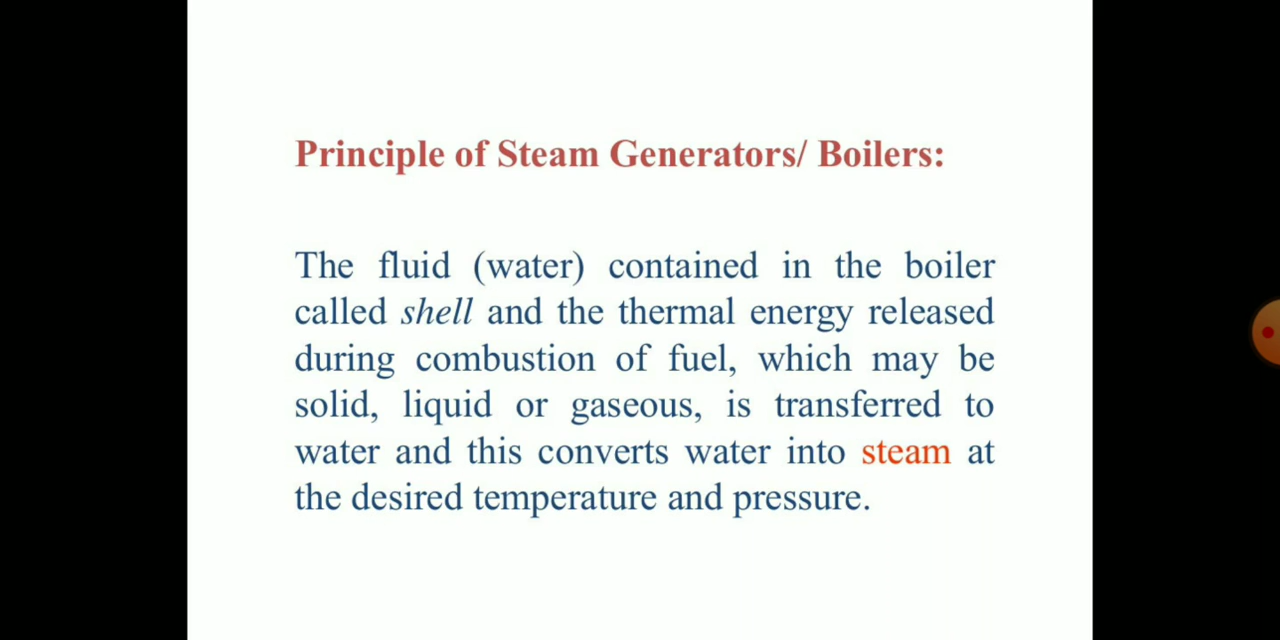 Principle of Steam Generators/ Boilers:
The fluid (water) contained in the boiler
called shell and the thermal energy released
during combustion of fuel, which may be
solid, liquid or gaseous, is transferred to
water and this converts water into steam at
the desired temperature and pressure.